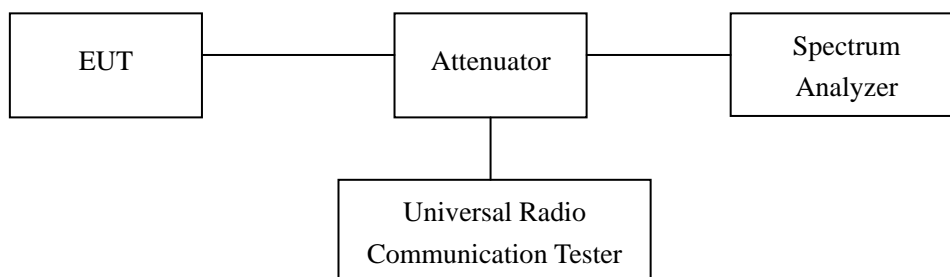 EUT
Attenuator
Spectrum
Analyzer
Universal Radio
Communication Tester